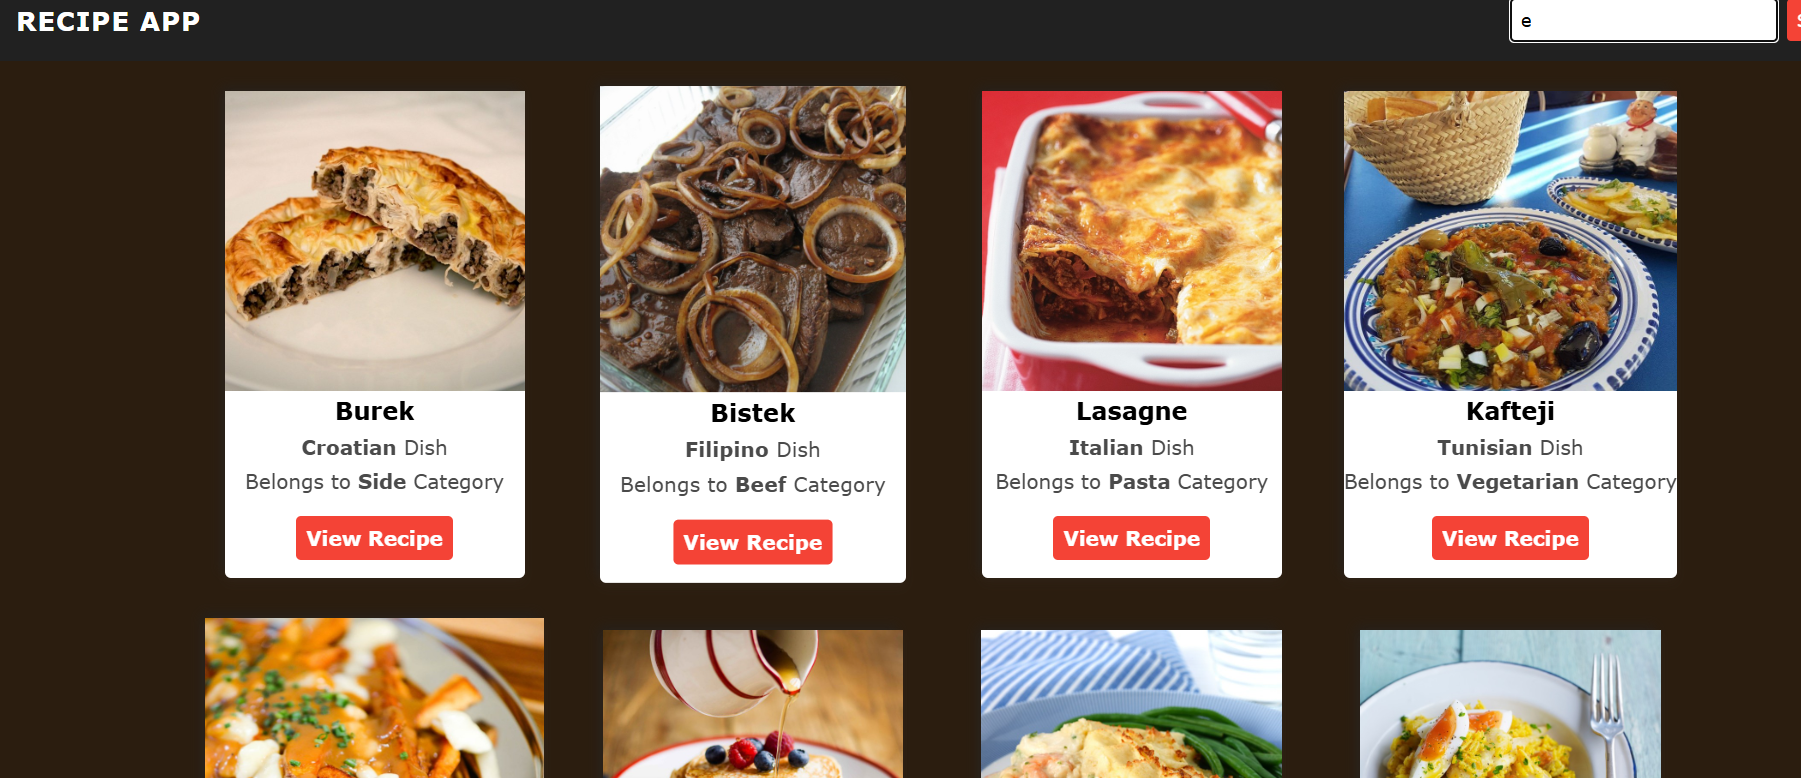 RECIPE APP
e
Burek
Croatian Dish
Belongs to Side Category
View Recipe
Bistek
Filipino Dish
Belongs to Beef Category
View Recipe
Lasagne
Italian Dish
Belongs to Pasta Category
View Recipe
Kafteji
Tunisian Dish
Belongs to Vegetarian Category
View Recipe